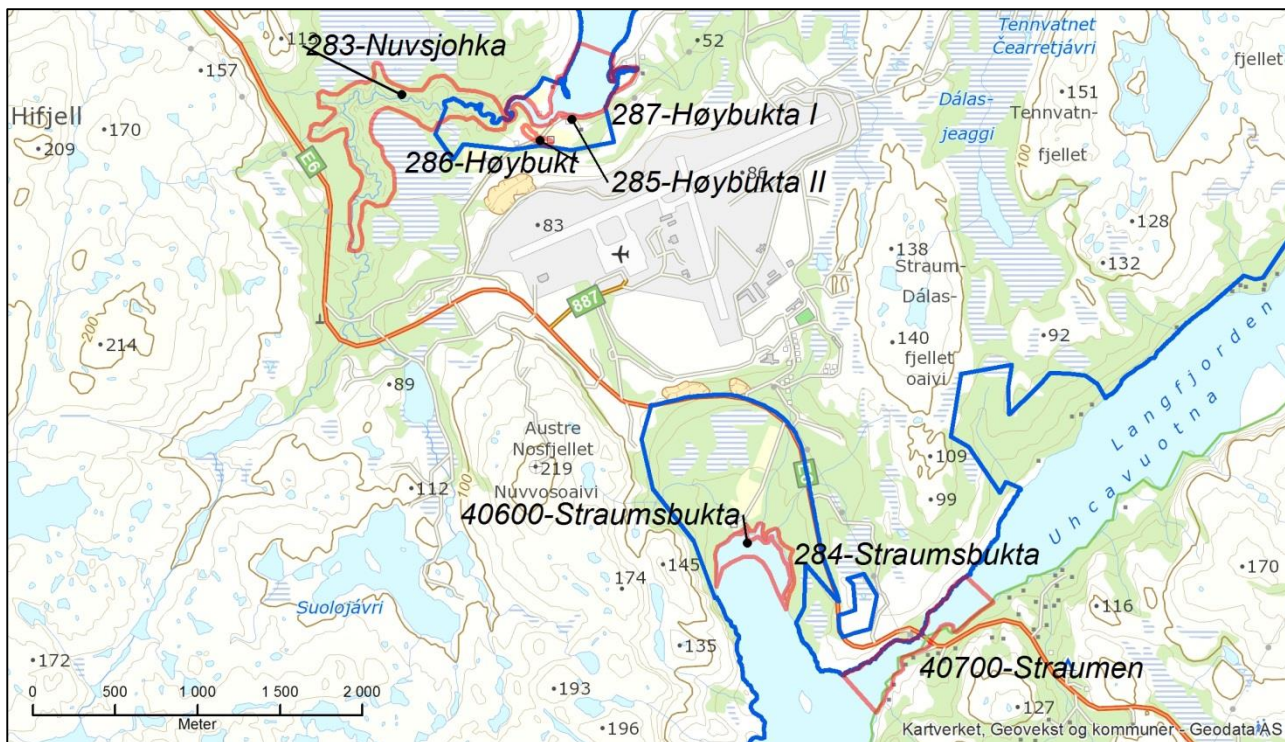 Tennvatnet
Čearretjávri
52
283-Nuvsjohka
157
fjellet
151
287-Høybukta I
Dálas-
jeaggi
Tennvatn-
Hifjell
170
209
E6
286-Høybukt
fjellet
100
285-Høybukta II
86
83
128
138
132
Straum-
Dálas-
887
200
214
92
140
fjellet
oaivi
89
Langfjorden
Uhcavuotna
Austre
Nosfjellet
219
Nuvvosoaivi
109
112
100
99
40600-Straumsbukta
284-Straumsbukta
145
170
174
Suolojávri
116
135
172
40700-Straumen
0 500 1 000 1 500 2 000
Meter
193
127
196
Kartverket, Geovekst og kommuner - Geodata AS